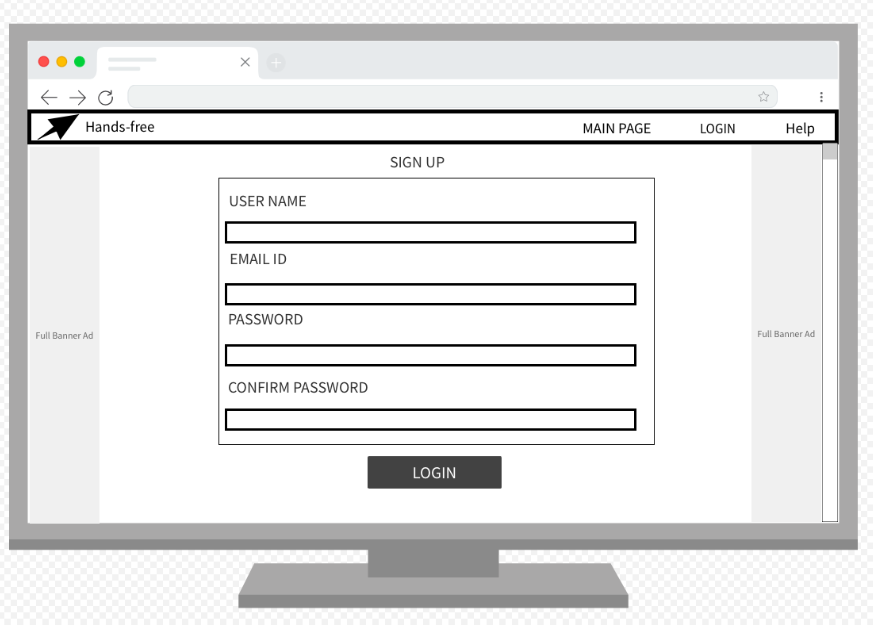 Hands-free
MAIN PAGE
LOGIN
Help
SIGN UP
USER NAME
EMAIL ID
PASSWORD
CONFIRM PASSWORD
LOGIN
Full Banner Ad
Full Banner Ad